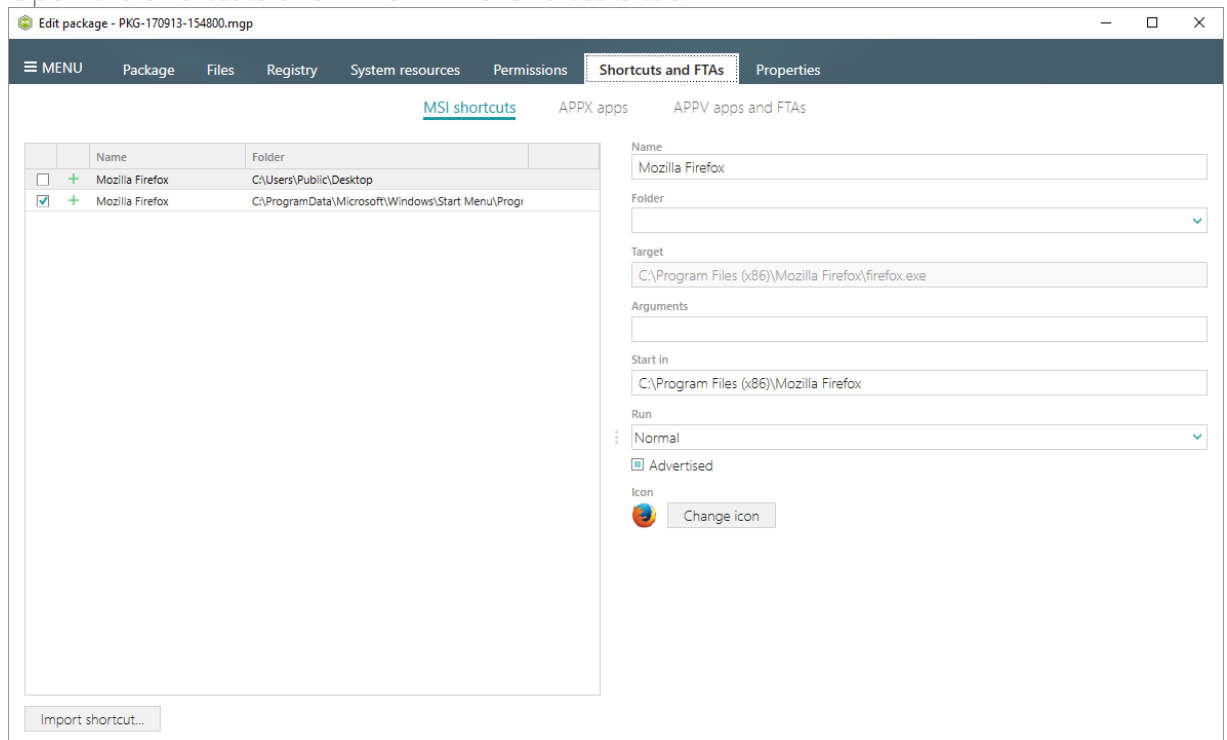 Edit package - PKG-170913-154800.mgp
MENU Package Files Registry System resources Permissions Shortcuts and FTAs Properties
MSI shortcuts APPX apps APPV apps and FTAs
Name Folder
Mozilla Firefox C:\Users\Public\Desktop
Mozilla Firefox C:\ProgramData\Microsoft\Windows\Start Menu\Progr
Name
Mozilla Firefox
Folder
Target
C:\Program Files (x86)\Mozilla Firefox\firefox.exe
Arguments
Start in
C:\Program Files (x86)\Mozilla Firefox
Run
Normal
Advertised
Icon
Change icon
Import shortcut...